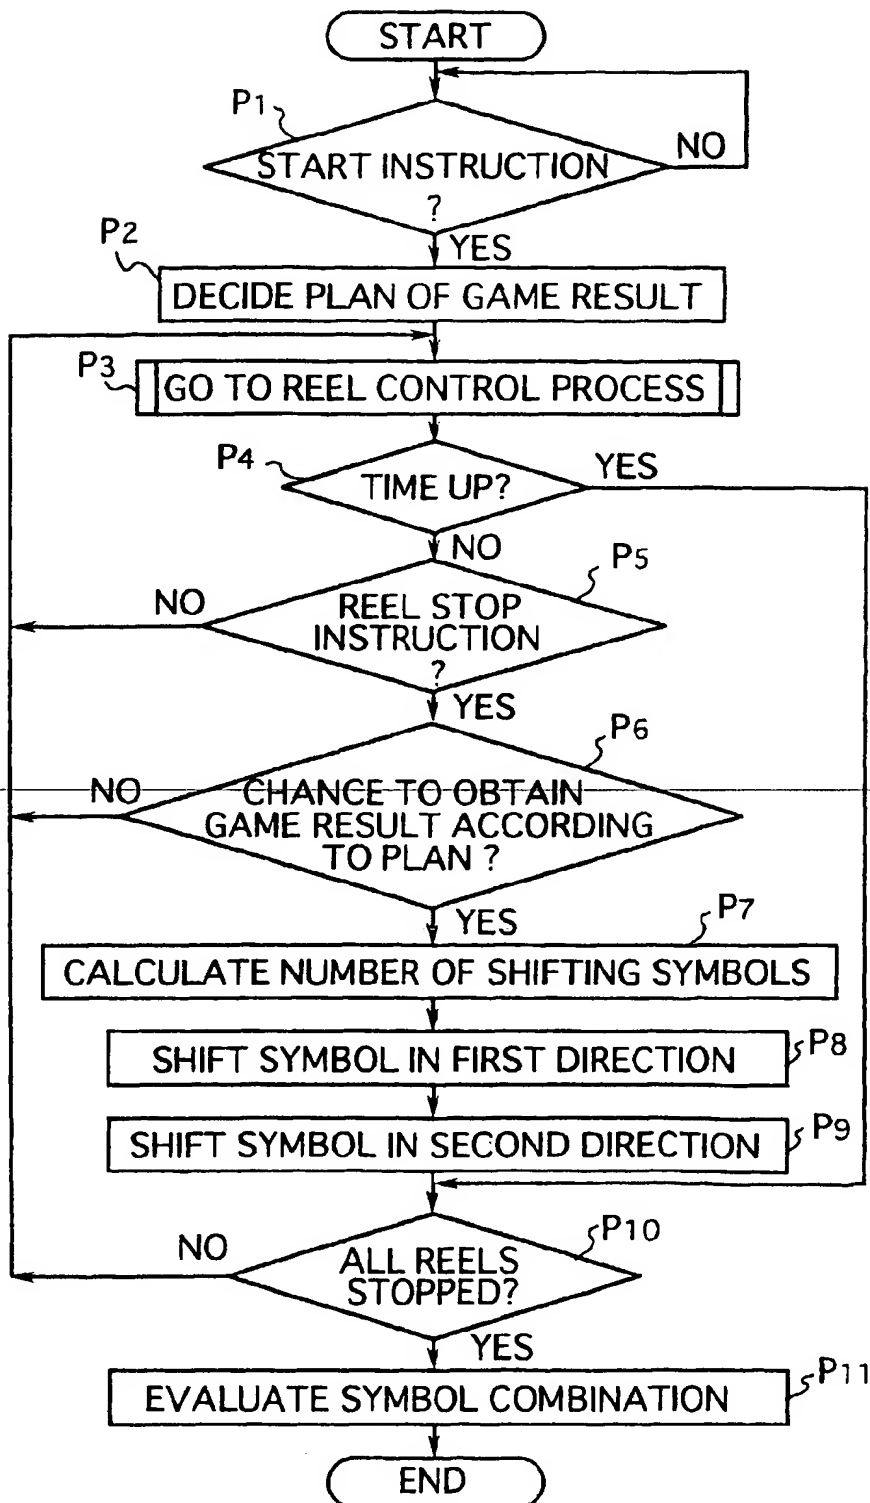 START
P1
START INSTRUCTION
?
NO
YES
P2
DECIDE PLAN OF GAME RESULT
P3
GO TO REEL CONTROL PROCESS
P4
TIME UP?
YES
NO
P5
REEL STOP
INSTRUCTION
?
NO
YES
P6
CHANCE TO OBTAIN
GAME RESULT ACCORDING
TO PLAN ?
NO
YES
P7
CALCULATE NUMBER OF SHIFTING SYMBOLS
SHIFT SYMBOL IN FIRST DIRECTION
P8
SHIFT SYMBOL IN SECOND DIRECTION
P9
NO
P10
ALL REELS
STOPPED?
YES
EVALUATE SYMBOL COMBINATION
P11
END